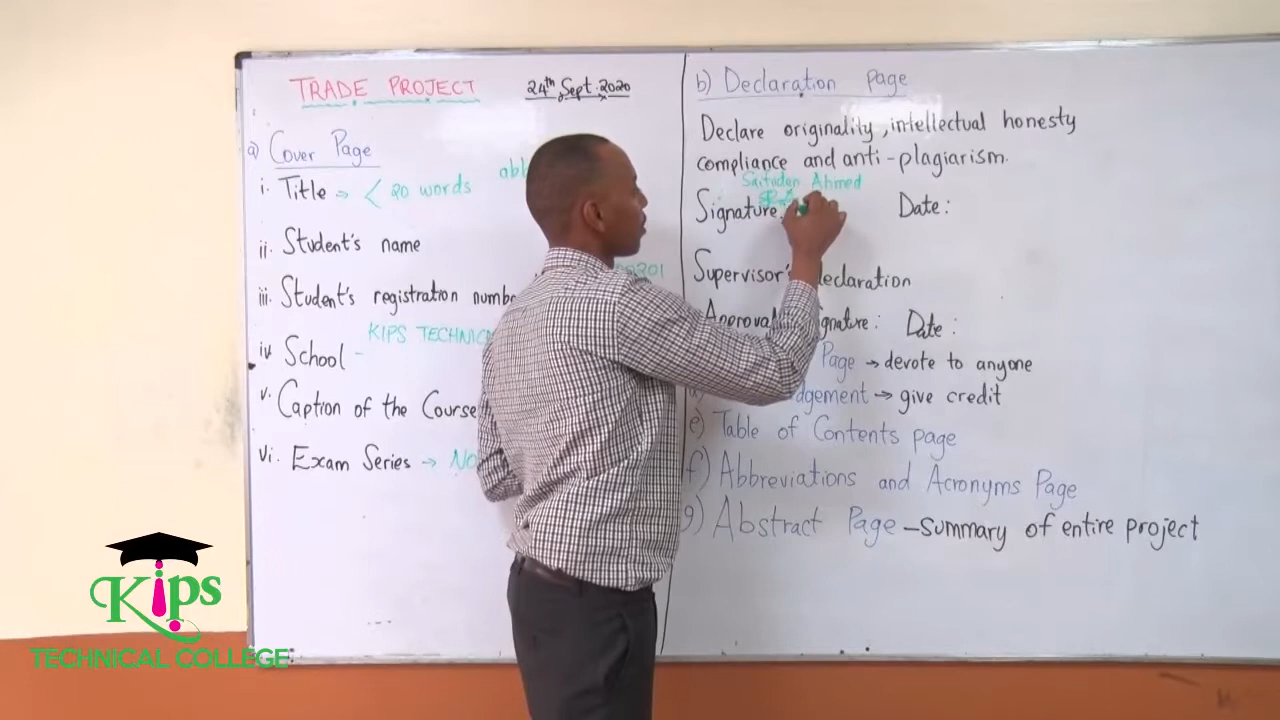 TRADE PROJECT
24th Sept. 2020
a) Cover Page
i. Title → < 20 words
ii. Student's name
iii. Student's registration numbe
iv School - KIPS TECHNIC
v. Caption of the Course
vi. Exam Series → No
b) Declaration Page
Declare originality, intellectual honesty
compliance and anti-plagiarism.
Ahmed
Signature: Date:
Supervisor's declaration
Approval Signature: Date:
Page → devote to anyone
dgement → give credit
e) Table of Contents page
f) Abbreviations and Acronyms Page
g) Abstract Page – summary of entire project
Kips
TECHNICAL COLLEGE